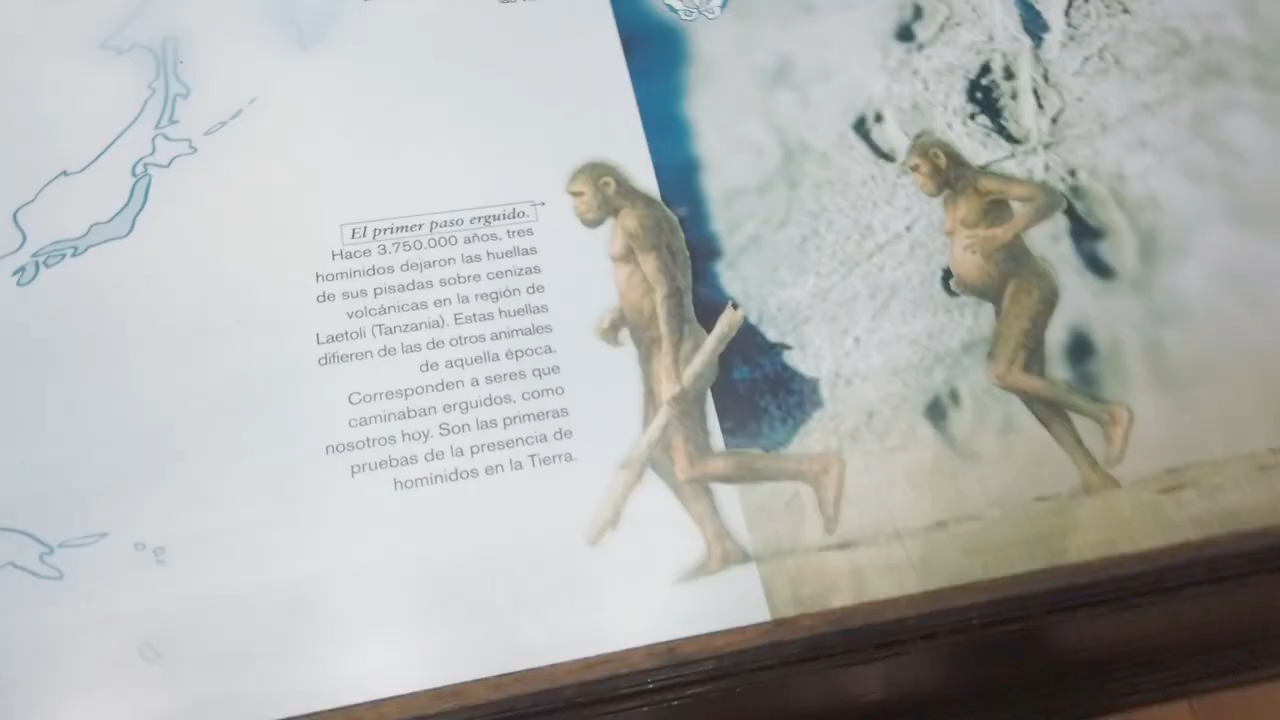 El primer paso erguido.
Hace 3.750.000 años, tres
homínidos dejaron las huellas
de sus pisadas sobre cenizas
volcánicas en la región de
Laetoli (Tanzania). Estas huellas
difieren de las de otros animales
de aquella época.
Corresponden a seres que
caminaban erguidos, como
nosotros hoy. Son las primeras
pruebas de la presencia de
homínidos en la Tierra.